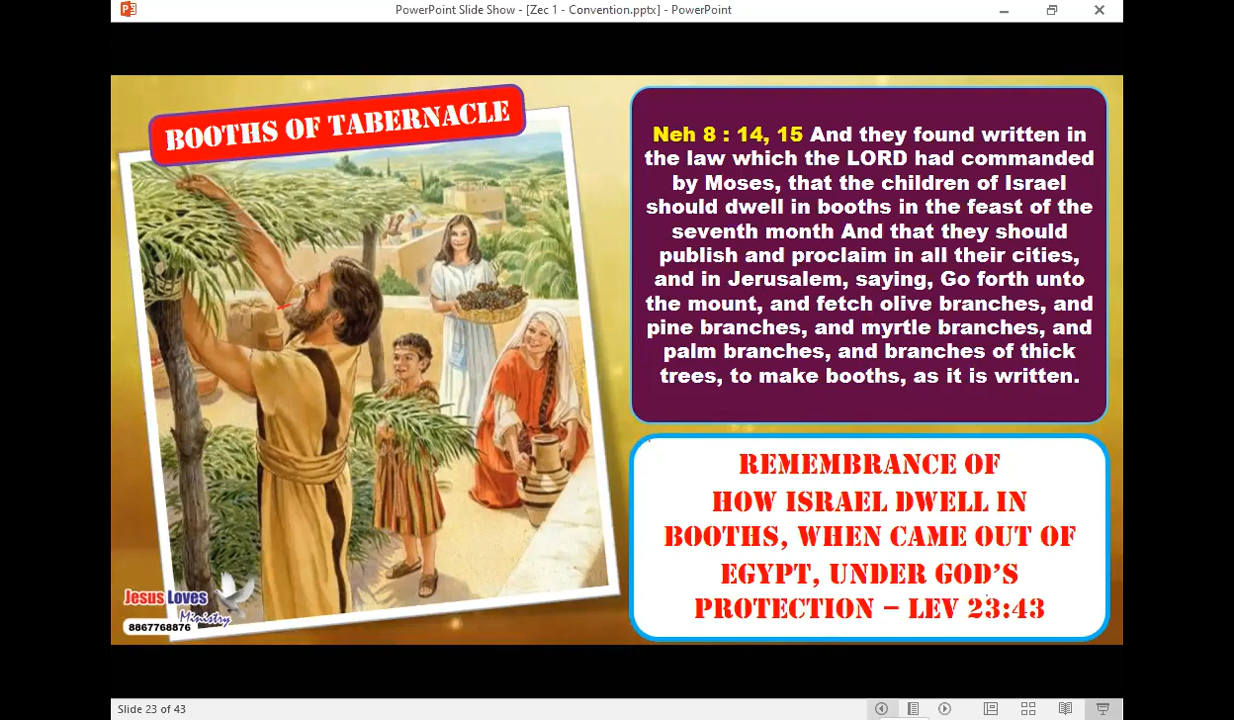 PowerPoint Slide Show - [Zec 1 - Convention.pptx] - PowerPoint
BOOTHS OF TABERNACLE
Neh 8 : 14, 15 And they found written in
the law which the LORD had commanded
by Moses, that the children of Israel
should dwell in booths in the feast of the
seventh month And that they should
publish and proclaim in all their cities,
and in Jerusalem, saying, Go forth unto
the mount, and fetch olive branches, and
pine branches, and myrtle branches, and
palm branches, and branches of thick
trees, to make booths, as it is written.
REMEMBRANCE OF
HOW ISRAEL DWELL IN
BOOTHS, WHEN CAME OUT OF
EGYPT, UNDER GOD'S
PROTECTION – LEV 23:43
Jesus Loves
Ministry
8867768876
Slide 23 of 43